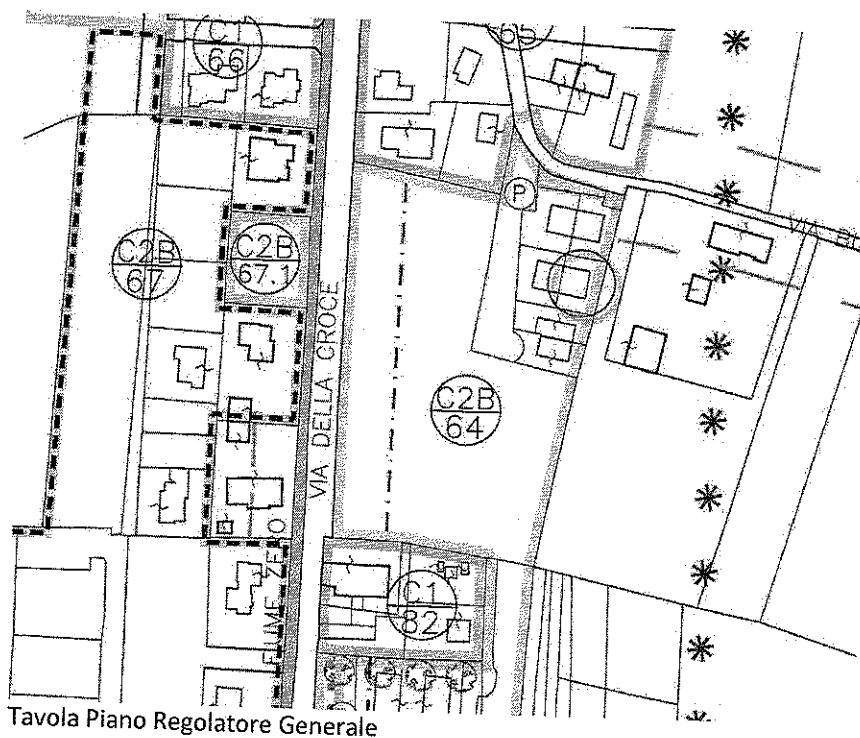 C1
66
65
P
C2B
67
C2B
67.1
VIA DELLA CROCE
C2B
64
FIUME ZERO
C1
82
Tavola Piano Regolatore Generale